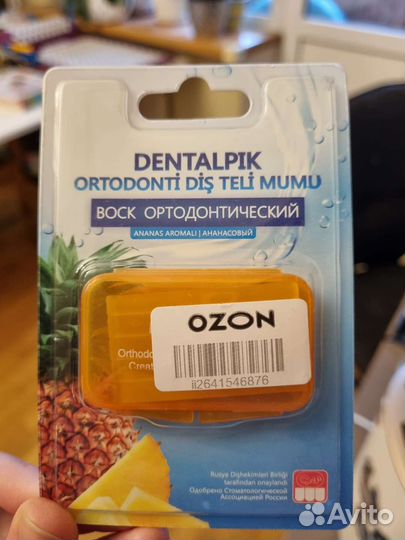 DENTALPIK
ORTODONTİ DİŞ TELİ MUMU
ВОСК ОРТОДОНТИЧЕСКИЙ
ANANAS AROMALI | АНАНАСОВЫЙ
OZON
ii2641546876
Rusya Dişhekimleri Birliği
tarafından onaylandı
Одобрено Стоматологической
Ассоциацией России
Avito